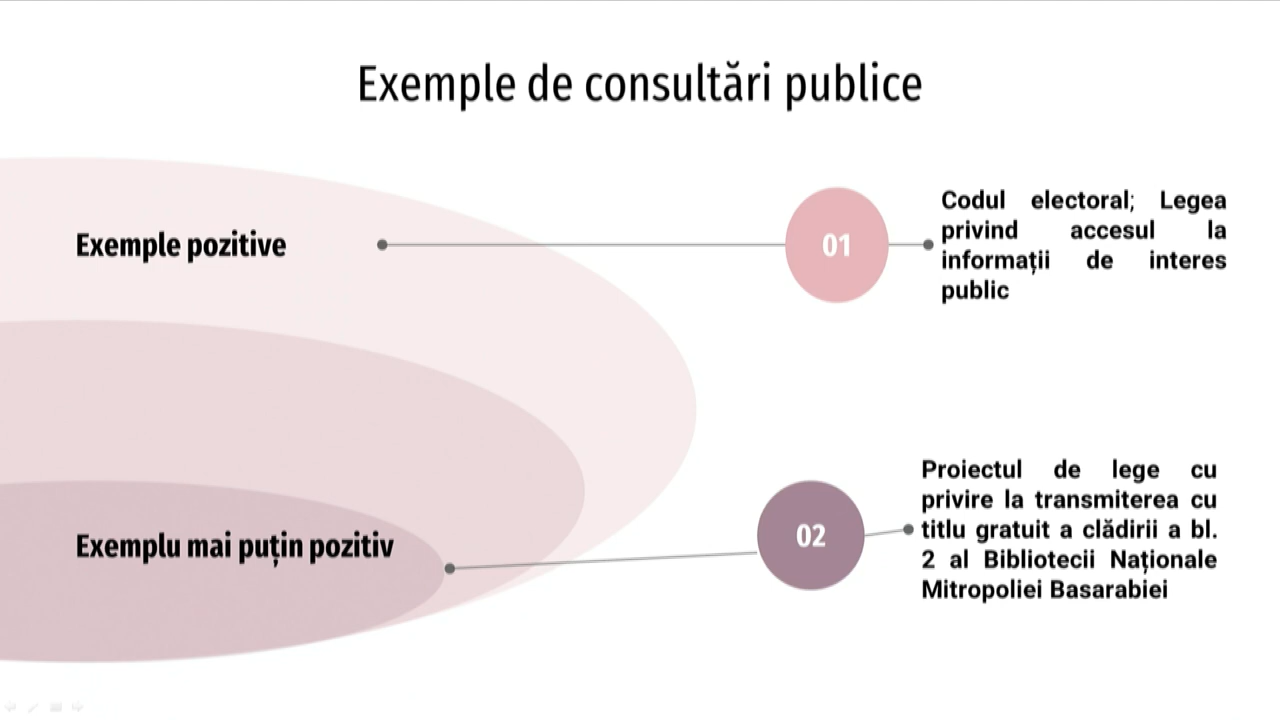 Exemple de consultări publice
Exemple pozitive
01
Codul electoral; Legea
privind accesul la
informații de interes
public
Exemplu mai puțin pozitiv
02
Proiectul de lege cu
privire la transmiterea cu
titlu gratuit a clădirii a bl.
2 al Bibliotecii Naționale
Mitropoliei Basarabiei